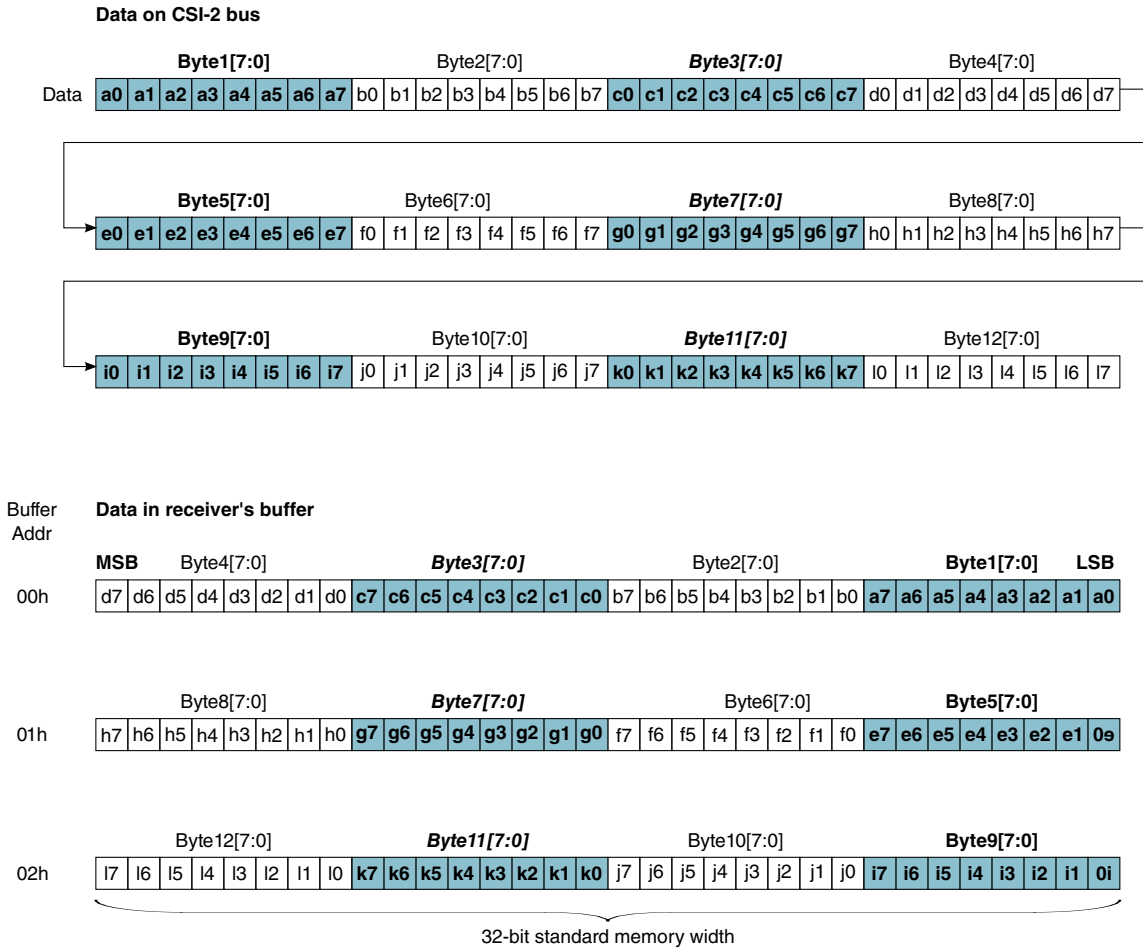 Data on CSI-2 bus
Byte1[7:0] Byte2[7:0] Byte3[7:0] Byte4[7:0]
Data a0 a1 a2 a3 a4 a5 a6 a7 b0 b1 b2 b3 b4 b5 b6 b7 c0 c1 c2 c3 c4 c5 c6 c7 d0 d1 d2 d3 d4 d5 d6 d7
Byte5[7:0] Byte6[7:0] Byte7[7:0] Byte8[7:0]
e0 e1 e2 e3 e4 e5 e6 e7 f0 f1 f2 f3 f4 f5 f6 f7 g0 g1 g2 g3 g4 g5 g6 g7 h0 h1 h2 h3 h4 h5 h6 h7
Byte9[7:0] Byte10[7:0] Byte11[7:0] Byte12[7:0]
i0 i1 i2 i3 i4 i5 i6 i7 j0 j1 j2 j3 j4 j5 j6 j7 k0 k1 k2 k3 k4 k5 k6 k7 l0 l1 l2 l3 l4 l5 l6 l7
Buffer Addr Data in receiver's buffer
MSB Byte4[7:0] Byte3[7:0] Byte2[7:0] Byte1[7:0] LSB
00h d7 d6 d5 d4 d3 d2 d1 d0 c7 c6 c5 c4 c3 c2 c1 c0 b7 b6 b5 b4 b3 b2 b1 b0 a7 a6 a5 a4 a3 a2 a1 a0
Byte8[7:0] Byte7[7:0] Byte6[7:0] Byte5[7:0]
01h h7 h6 h5 h4 h3 h2 h1 h0 g7 g6 g5 g4 g3 g2 g1 g0 f7 f6 f5 f4 f3 f2 f1 f0 e7 e6 e5 e4 e3 e2 e1 0e
Byte12[7:0] Byte11[7:0] Byte10[7:0] Byte9[7:0]
02h l7 l6 l5 l4 l3 l2 l1 l0 k7 k6 k5 k4 k3 k2 k1 k0 j7 j6 j5 j4 j3 j2 j1 j0 i7 i6 i5 i4 i3 i2 i1 0i
32-bit standard memory width